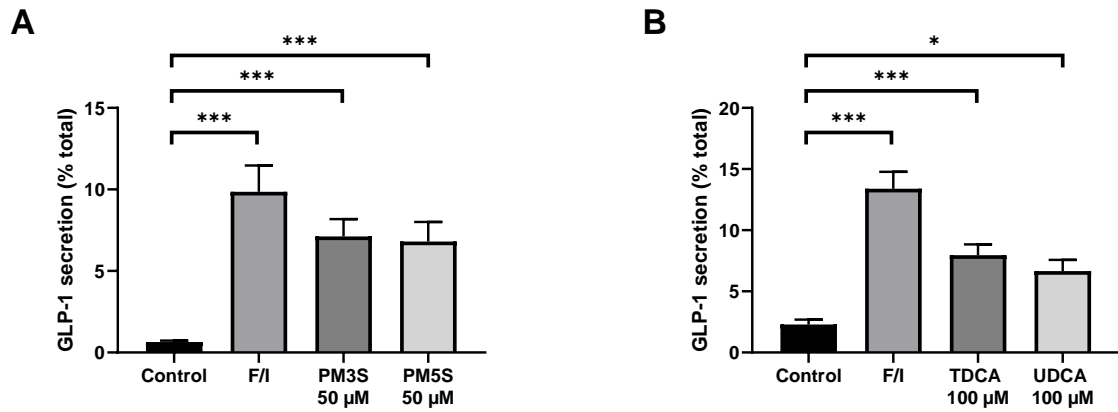 A
***
***
***
GLP-1 secretion (% total)
15
10
5
0
Control
F/I
PM3S
50 µM
PM5S
50 µM
B
*
***
***
GLP-1 secretion (% total)
20
15
10
5
0
Control
F/I
TDCA
100 µM
UDCA
100 µM